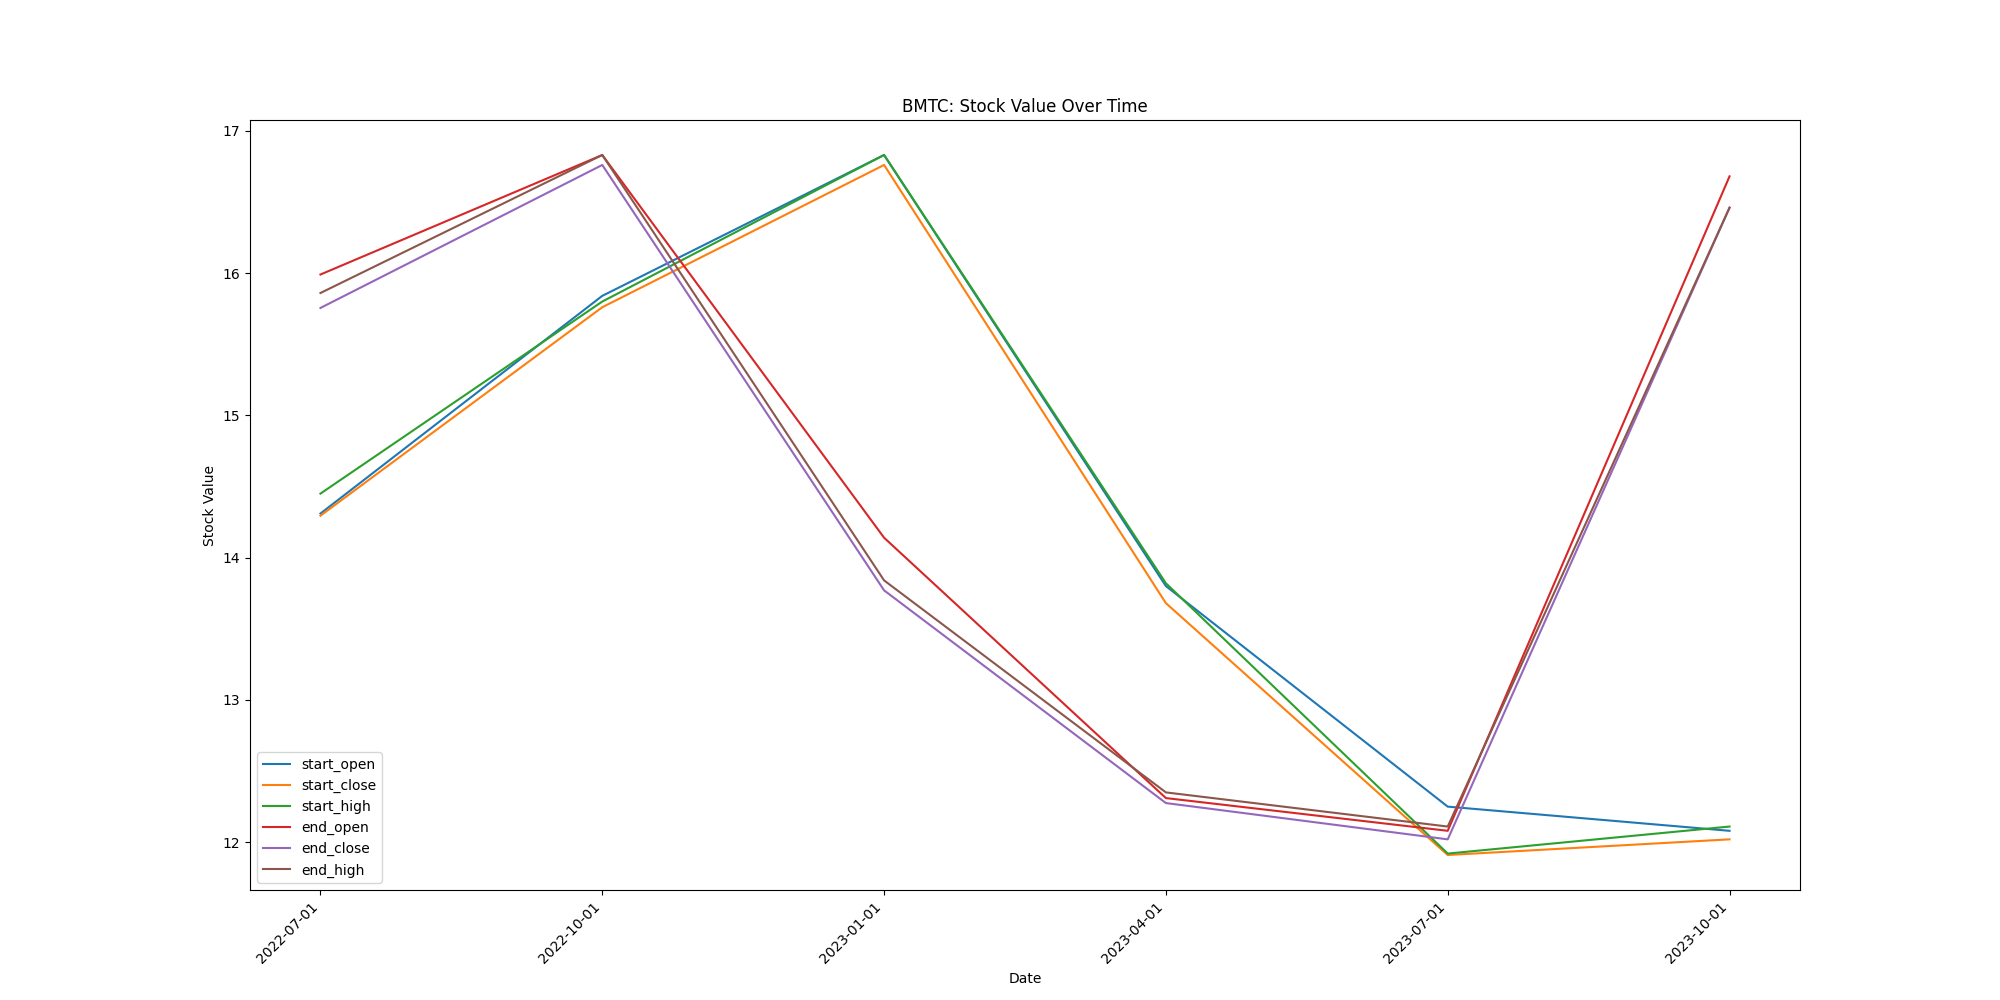 BMTC: Stock Value Over Time
17
16
15
14
13
12
Stock Value
start_open
start_close
start_high
end_open
end_close
end_high
2022-07-01
2022-10-01
2023-01-01
2023-04-01
2023-07-01
2023-10-01
Date